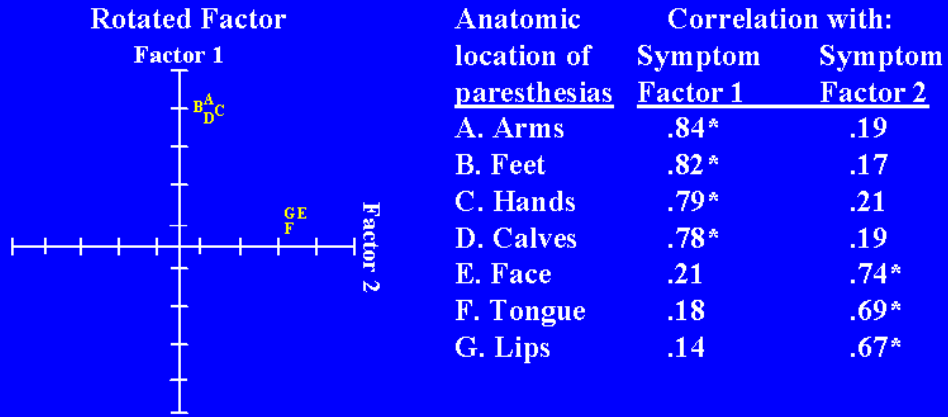 Rotated Factor
Factor 1
A
B C
D
G E
F
Factor 2
Anatomic Correlation with:
location of Symptom Symptom
paresthesias Factor 1 Factor 2
A. Arms .84* .19
B. Feet .82* .17
C. Hands .79* .21
D. Calves .78* .19
E. Face .21 .74*
F. Tongue .18 .69*
G. Lips .14 .67*